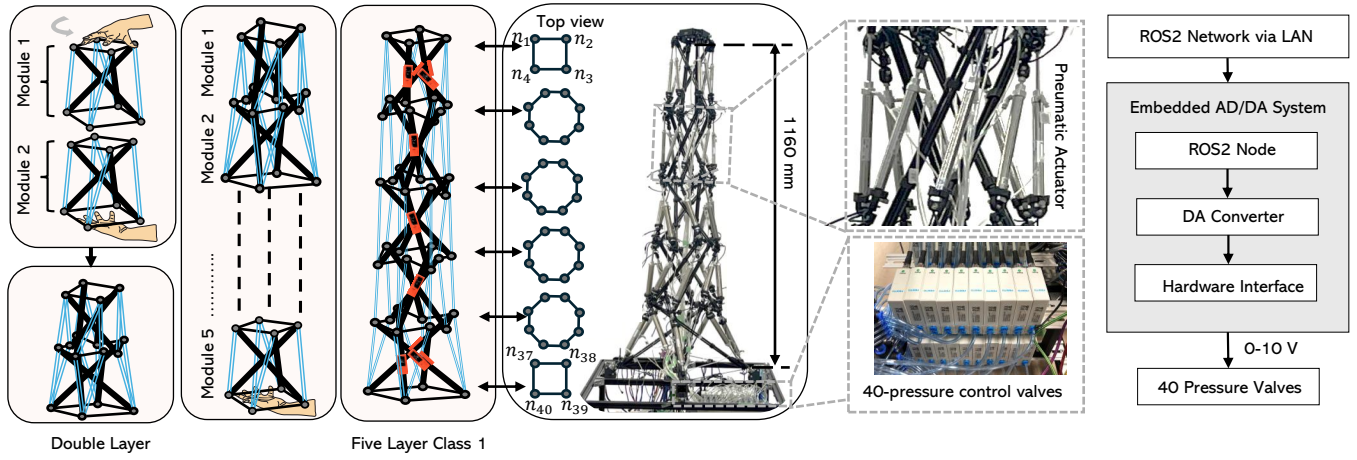 Module 1
Module 2
Double Layer
Module 1
Module 2
Module 5
Five Layer Class 1
Top view
n1
n2
n4
n3
n37
n38
n40
n39
1160 mm
Pneumatic Actuator
40-pressure control valves
ROS2 Network via LAN
Embedded AD/DA System
ROS2 Node
DA Converter
Hardware Interface
0-10 V
40 Pressure Valves